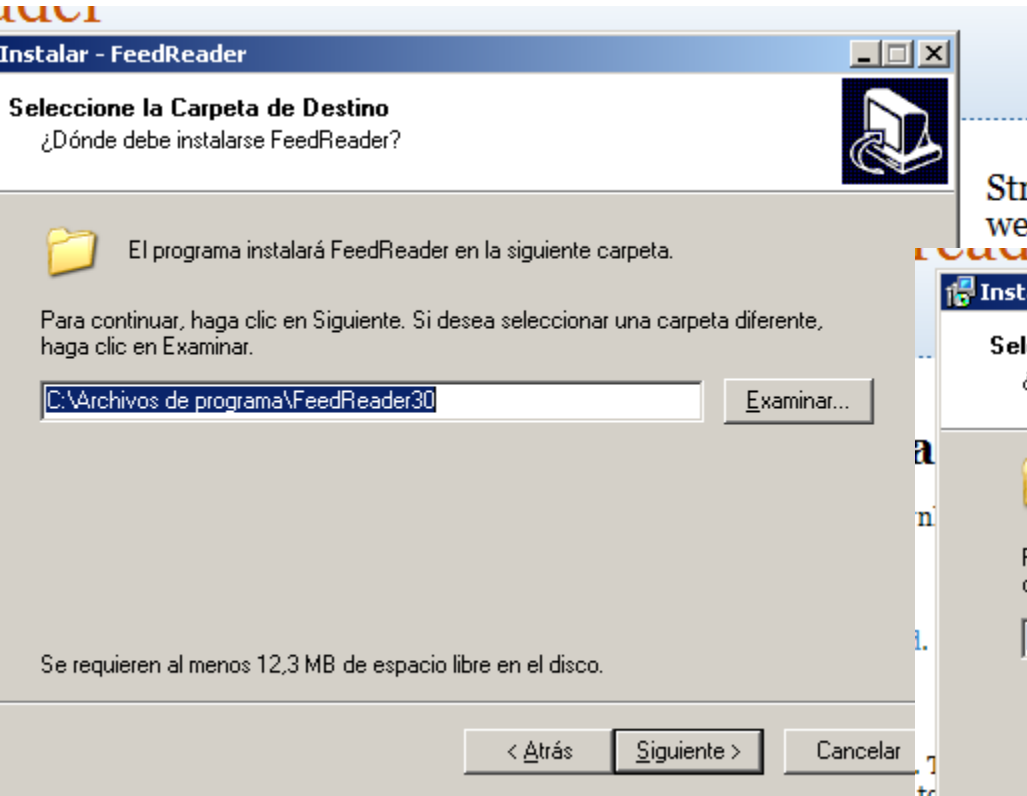 Instalar - FeedReader
Seleccione la Carpeta de Destino
¿Dónde debe instalarse FeedReader?
El programa instalará FeedReader en la siguiente carpeta.
Para continuar, haga clic en Siguiente. Si desea seleccionar una carpeta diferente,
haga clic en Examinar.
C:\Archivos de programa\FeedReader30
Examinar...
Se requieren al menos 12,3 MB de espacio libre en el disco.
< Atrás
Siguiente >
Cancelar
we
Inst
Sel